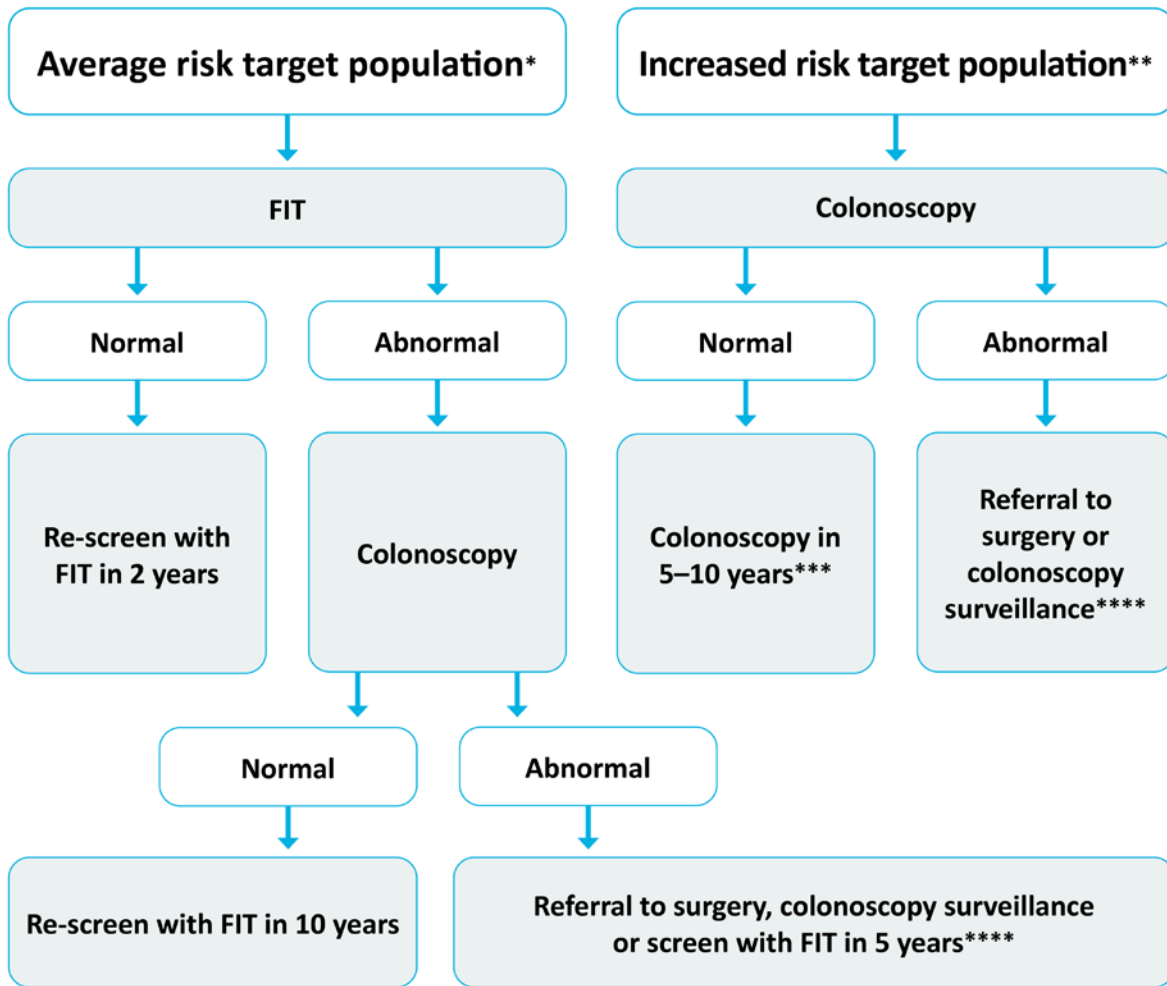 Average risk target population*
Increased risk target population**
FIT
Colonoscopy
Normal
Abnormal
Normal
Abnormal
Re-screen with
FIT in 2 years
Colonoscopy
Colonoscopy in
5–10 years***
Referral to
surgery or
colonoscopy
surveillance****
Normal
Abnormal
Re-screen with FIT in 10 years
Referral to surgery, colonoscopy surveillance
or screen with FIT in 5 years****